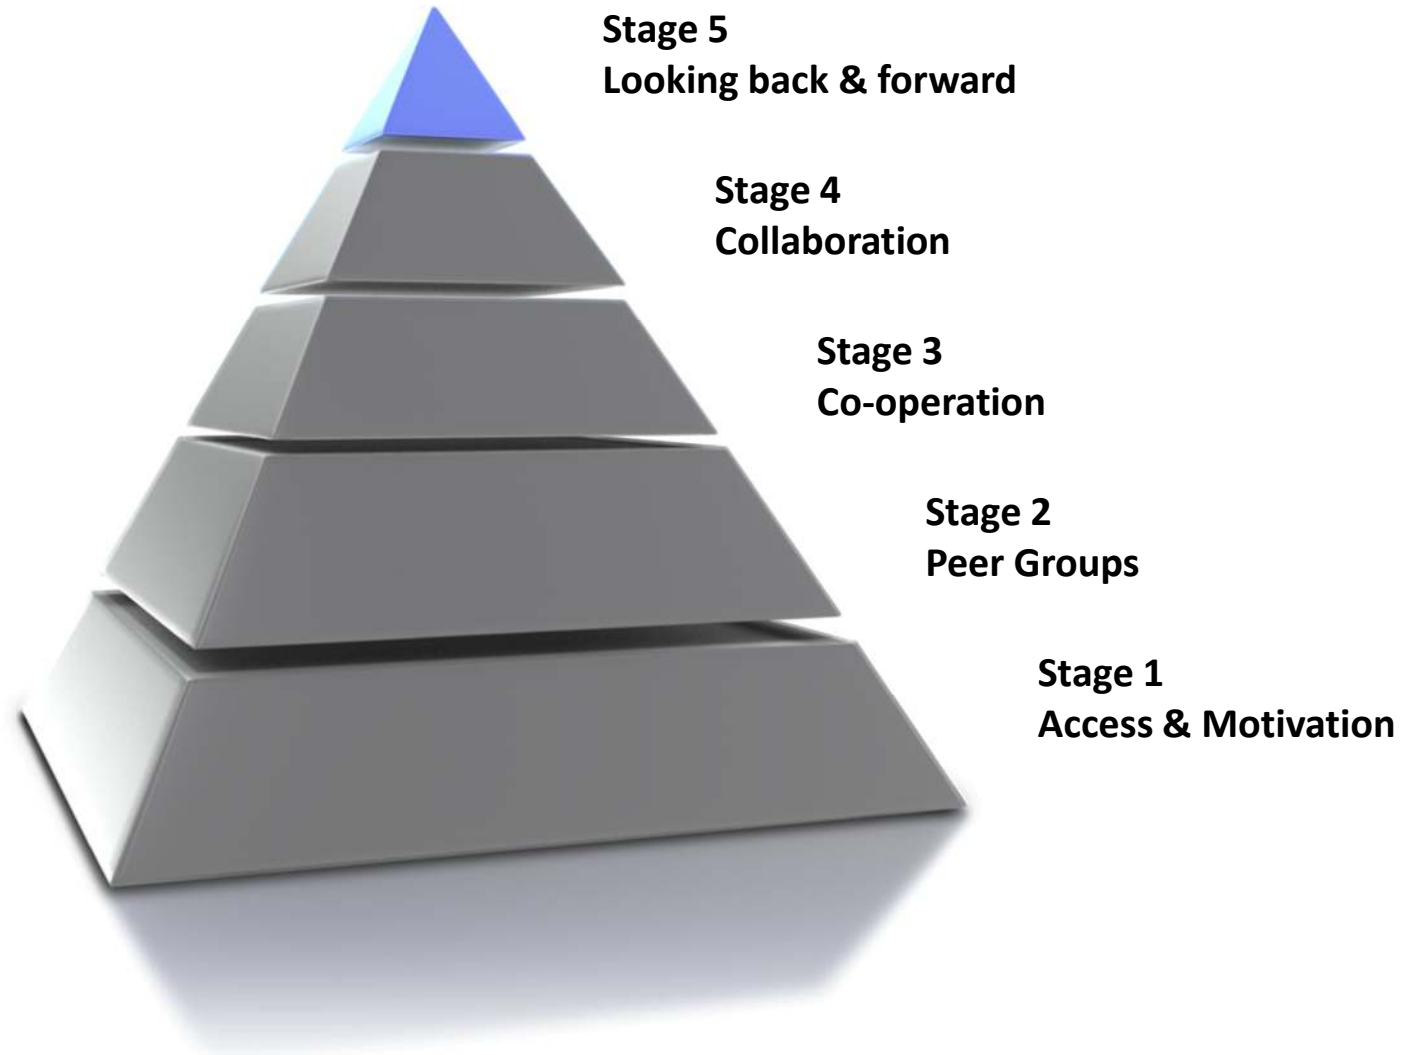 Stage 5
Looking back & forward
Stage 4
Collaboration
Stage 3
Co-operation
Stage 2
Peer Groups
Stage 1
Access & Motivation